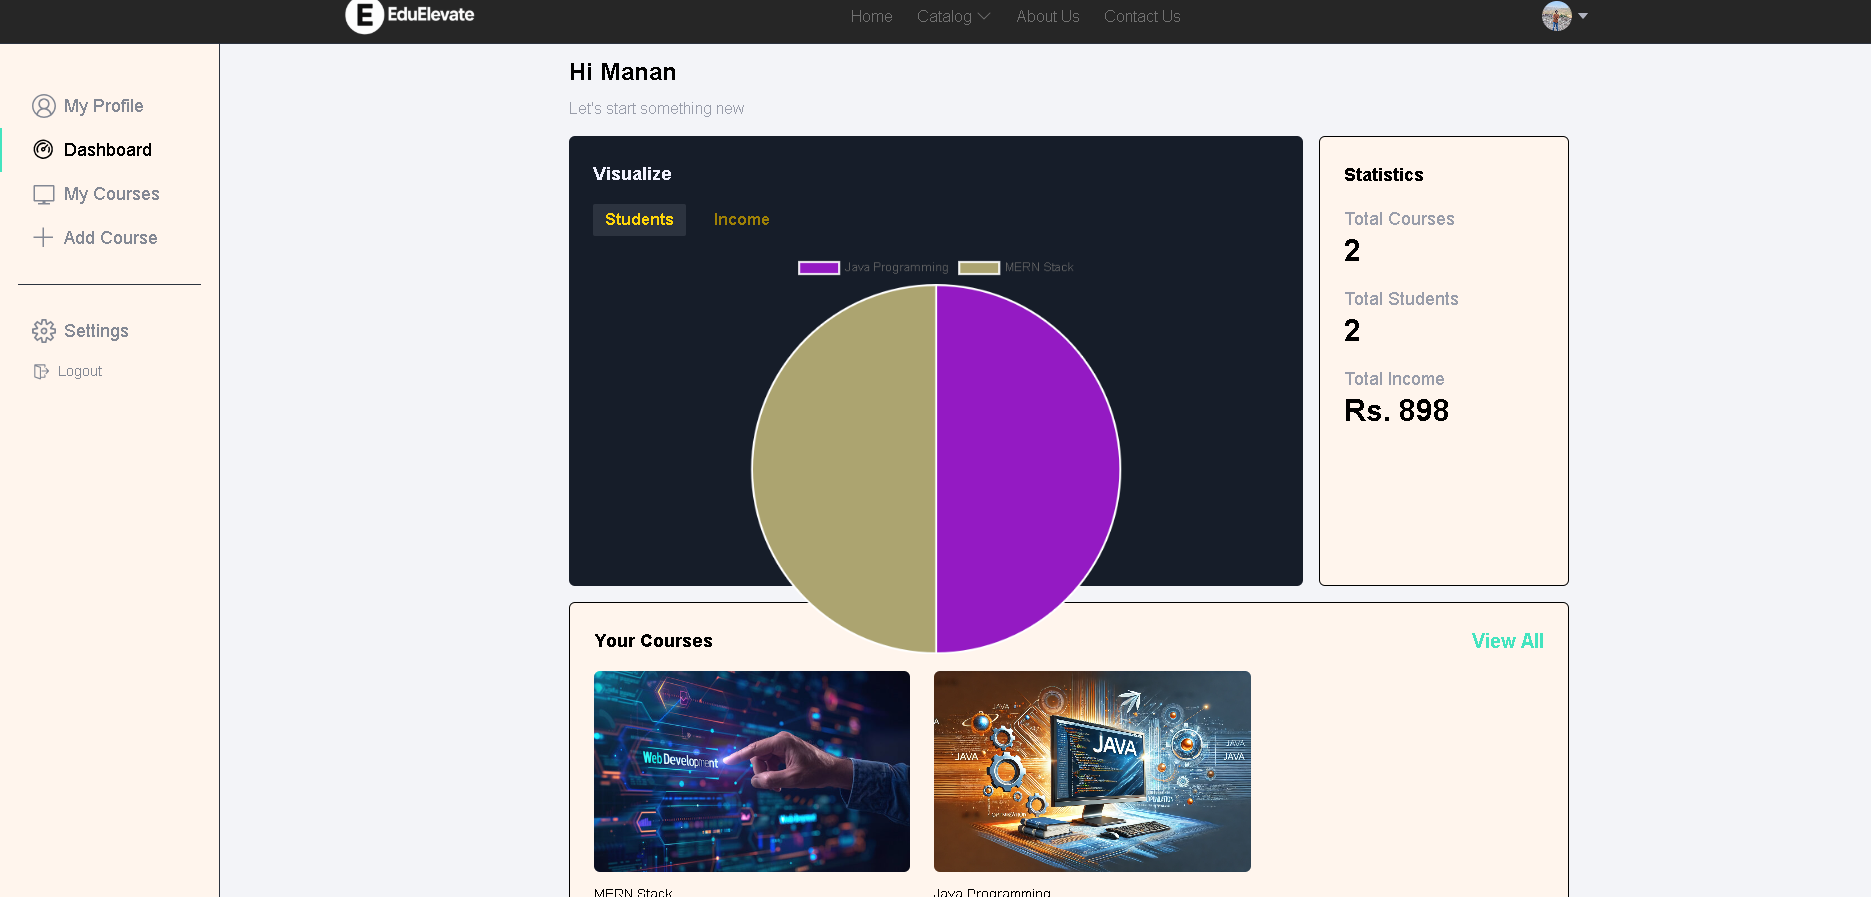 E EduElevate
Home Catalog About Us Contact Us
My Profile
Dashboard
My Courses
Add Course
Settings
Logout
Hi Manan
Let's start something new
Visualize
Students Income
Java Programming MERN Stack
Statistics
Total Courses
2
Total Students
2
Total Income
Rs. 898
Your Courses
View All
Web Development
JAVA
JAVA
JAVA
JAVA
JAVA
MERN Stack
Java Programming